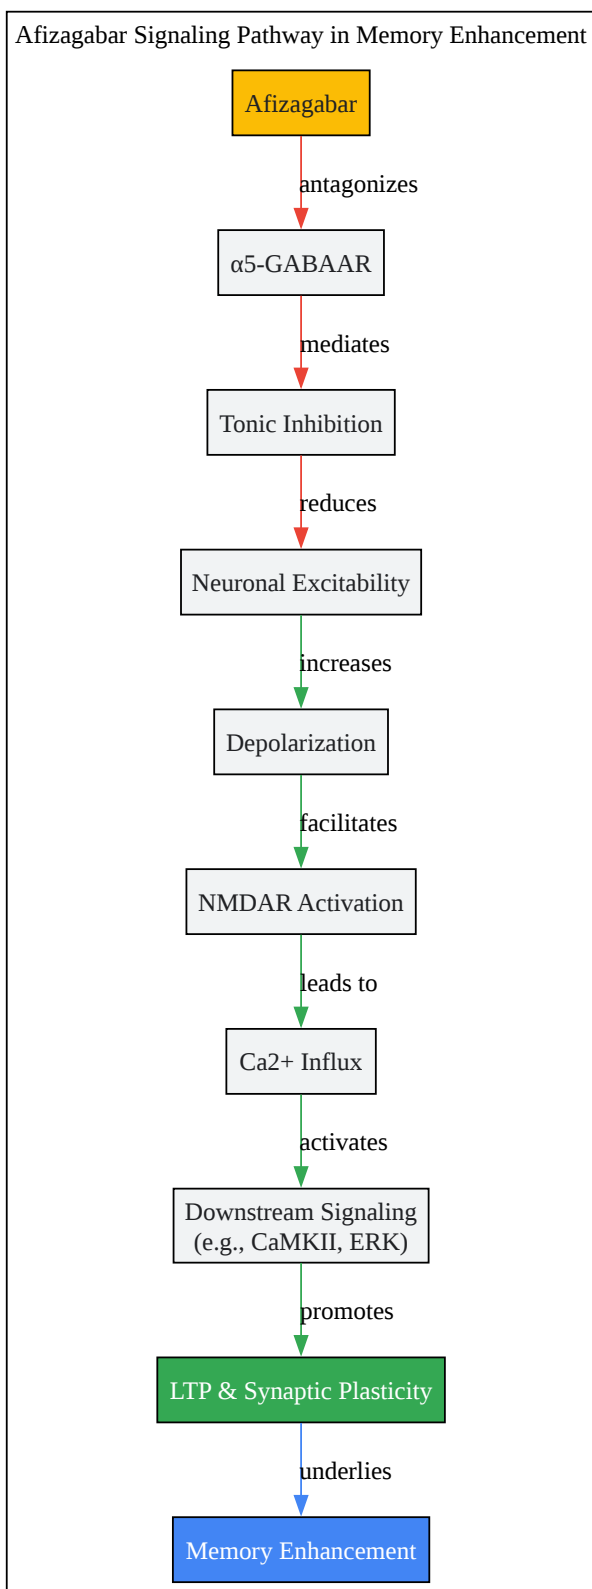 Afizagabar Signaling Pathway in Memory Enhancement
Afizagabar
antagonizes
α5-GABAAR
mediates
Tonic Inhibition
reduces
Neuronal Excitability
increases
Depolarization
facilitates
NMDAR Activation
leads to
Ca2+ Influx
activates
Downstream Signaling
(e.g., CaMKII, ERK)
promotes
LTP & Synaptic Plasticity
underlies
Memory Enhancement